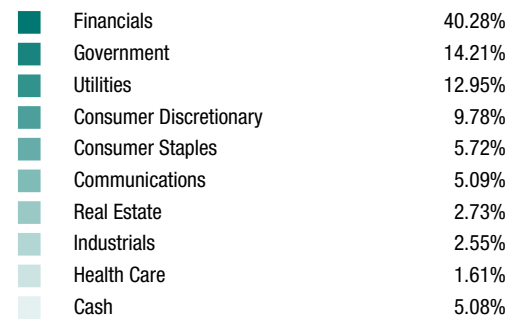 Financials 40.28%
Government 14.21%
Utilities 12.95%
Consumer Discretionary 9.78%
Consumer Staples 5.72%
Communications 5.09%
Real Estate 2.73%
Industrials 2.55%
Health Care 1.61%
Cash 5.08%